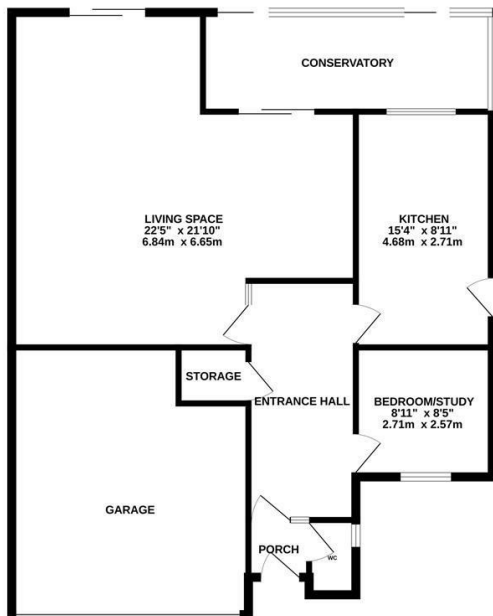 CONSERVATORY
LIVING SPACE
22'5" x 21'10"
6.84m x 6.65m
KITCHEN
15'4" x 8'11"
4.68m x 2.71m
STORAGE
ENTRANCE HALL
BEDROOM/STUDY
8'11" x 8'5"
2.71m x 2.57m
GARAGE
PORCH
WC